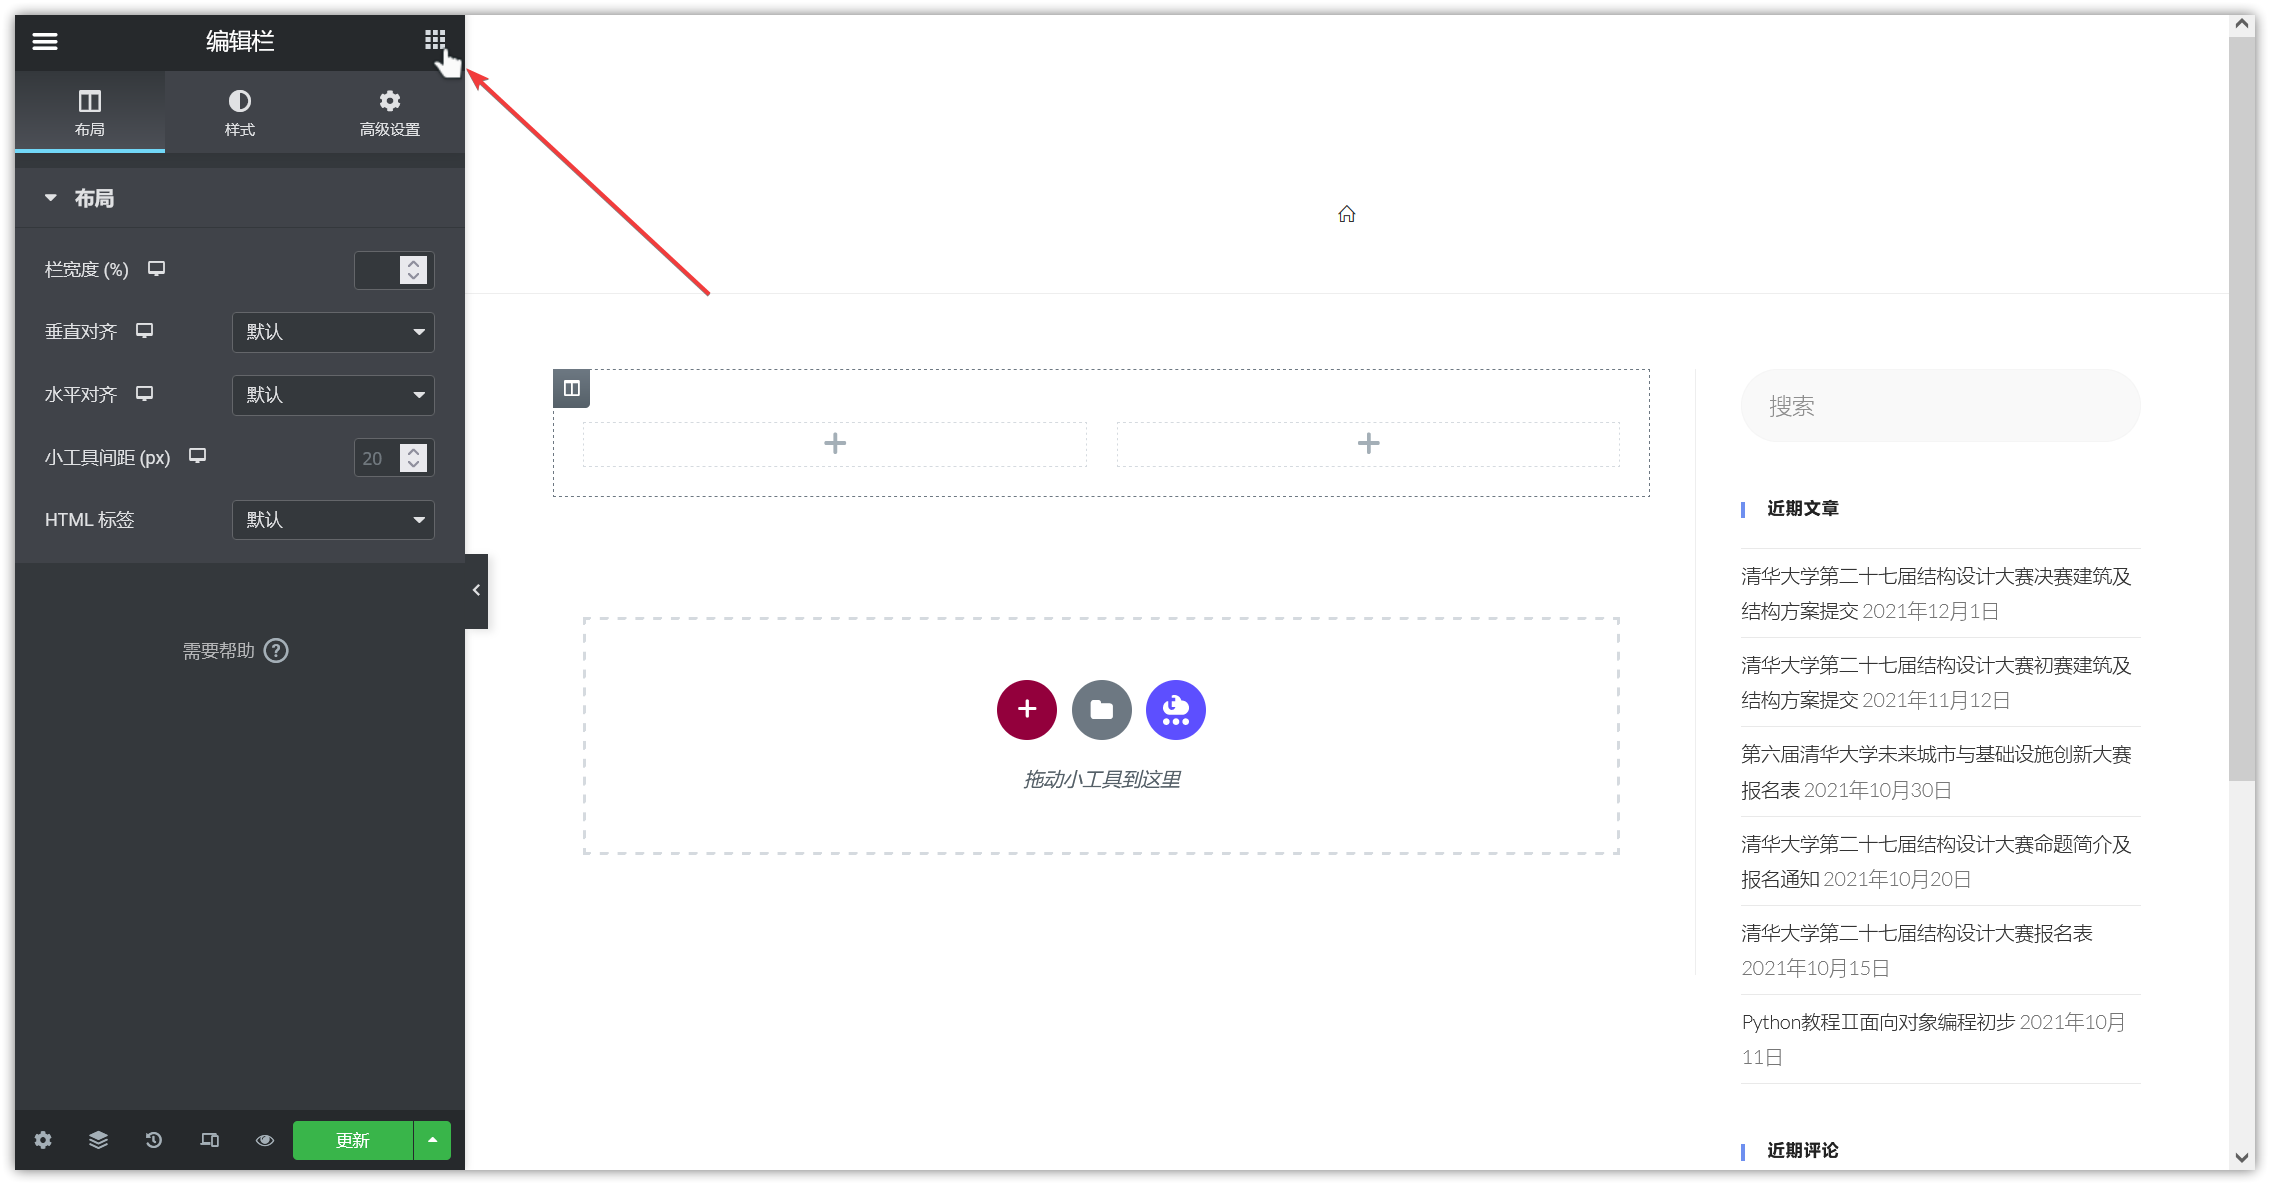 编辑栏
布局
样式
高级设置
布局
栏宽度 (%)
垂直对齐
默认
水平对齐
默认
小工具间距 (px)
20
HTML 标签
默认
需要帮助 ?
更新
拖动小工具到这里
搜索
近期文章
清华大学第二十七届结构设计大赛决赛建筑及
结构方案提交 2021年12月1日
清华大学第二十七届结构设计大赛初赛建筑及
结构方案提交 2021年11月12日
第六届清华大学未来城市与基础设施创新大赛
报名表 2021年10月30日
清华大学第二十七届结构设计大赛命题简介及
报名通知 2021年10月20日
清华大学第二十七届结构设计大赛报名表
2021年10月15日
Python教程Ⅱ面向对象编程初步 2021年10月
11日
近期评论